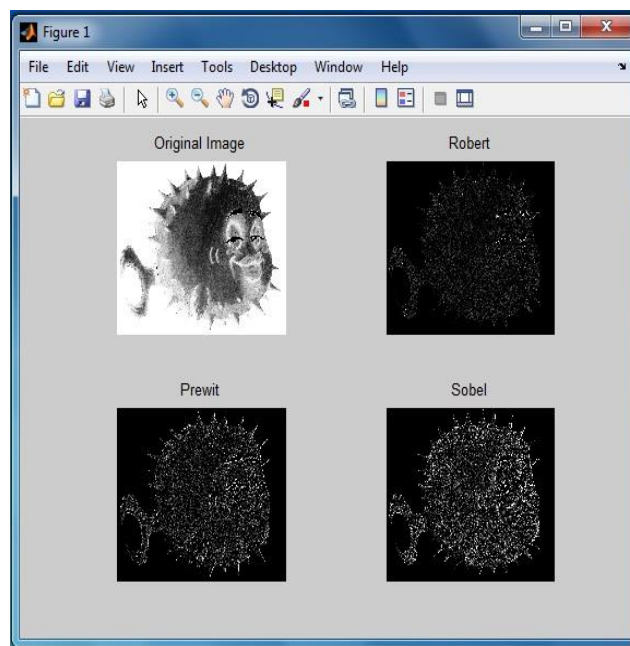 Figure 1
File Edit View Insert Tools Desktop Window Help
Original Image
Robert
Prewit
Sobel